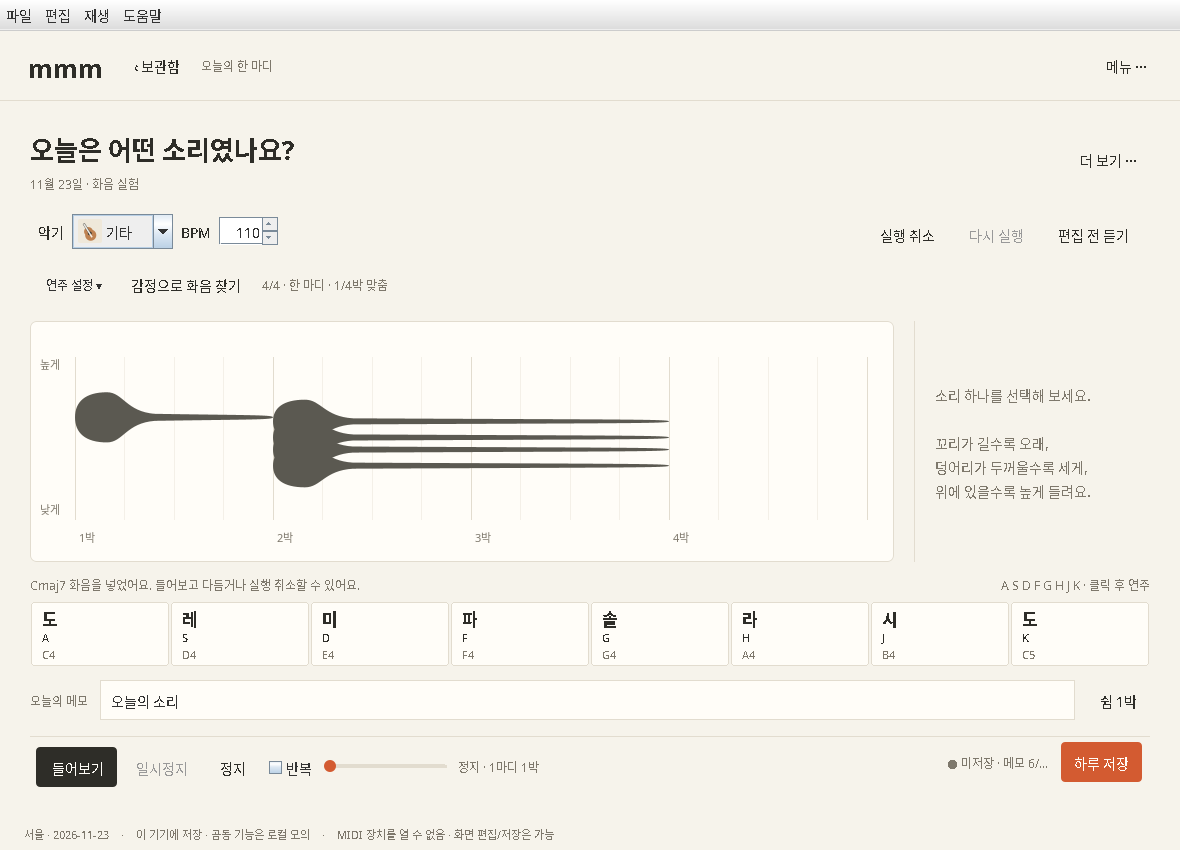 파일 편집 재생 도움말
mmm ‹ 보관함 오늘의 한 마디 메뉴 ···
오늘은 어떤 소리였나요?
더 보기 ···
11월 23일 · 화음 실험
악기 기타 BPM 110
실행 취소 다시 실행 편집 전 듣기
연주 설정 ▾ 감정으로 화음 찾기 4/4 · 한 마디 · 1/4박 맞춤
높게
낮게
1박 2박 3박 4박
소리 하나를 선택해 보세요.
꼬리가 길수록 오래,
덩어리가 두꺼울수록 세게,
위에 있을수록 높게 들려요.
Cmaj7 화음을 넣었어요. 들어보고 다듬거나 실행 취소할 수 있어요.
A S D F G H J K · 클릭 후 연주
도 레 미 파 솔 라 시 도
A S D F G H J K
C4 D4 E4 F4 G4 A4 B4 C5
오늘의 메모 오늘의 소리 쉼 1박
들어보기 일시정지 정지 반복 정지 · 1마디 1박
미저장 · 메모 6/... 하루 저장
서울 · 2026-11-23 · 이 기기에 저장 · 공동 기능은 로컬 모의 · MIDI 장치를 열 수 없음 · 화면 편집/저장은 가능